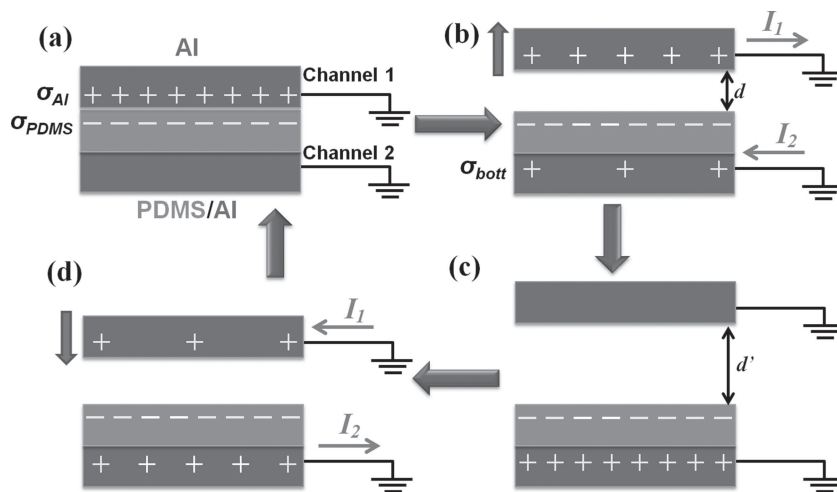 (a)
Al
Channel 1
σAl
σPDMS
Channel 2
PDMS/Al
(b)
I1
d
I2
σbott
(d)
I1
I2
(c)
d'